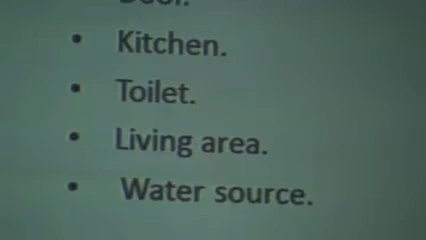 • Kitchen.
• Toilet.
• Living area.
• Water source.